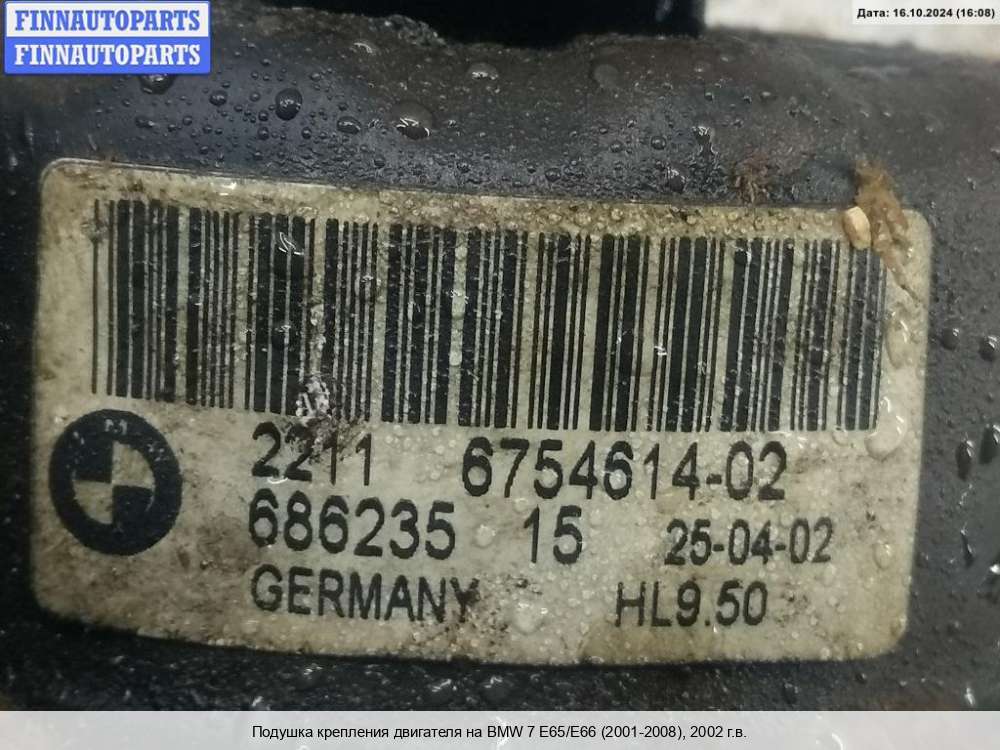 FINNAUTOPARTS
FINNAUTOPARTS
Дата: 16.10.2024 (16:08)
2211 6754614-02
686235 15 25-04-02
GERMANY HL9.50
Подушка крепления двигателя на BMW 7 E65/E66 (2001-2008), 2002 г.в.